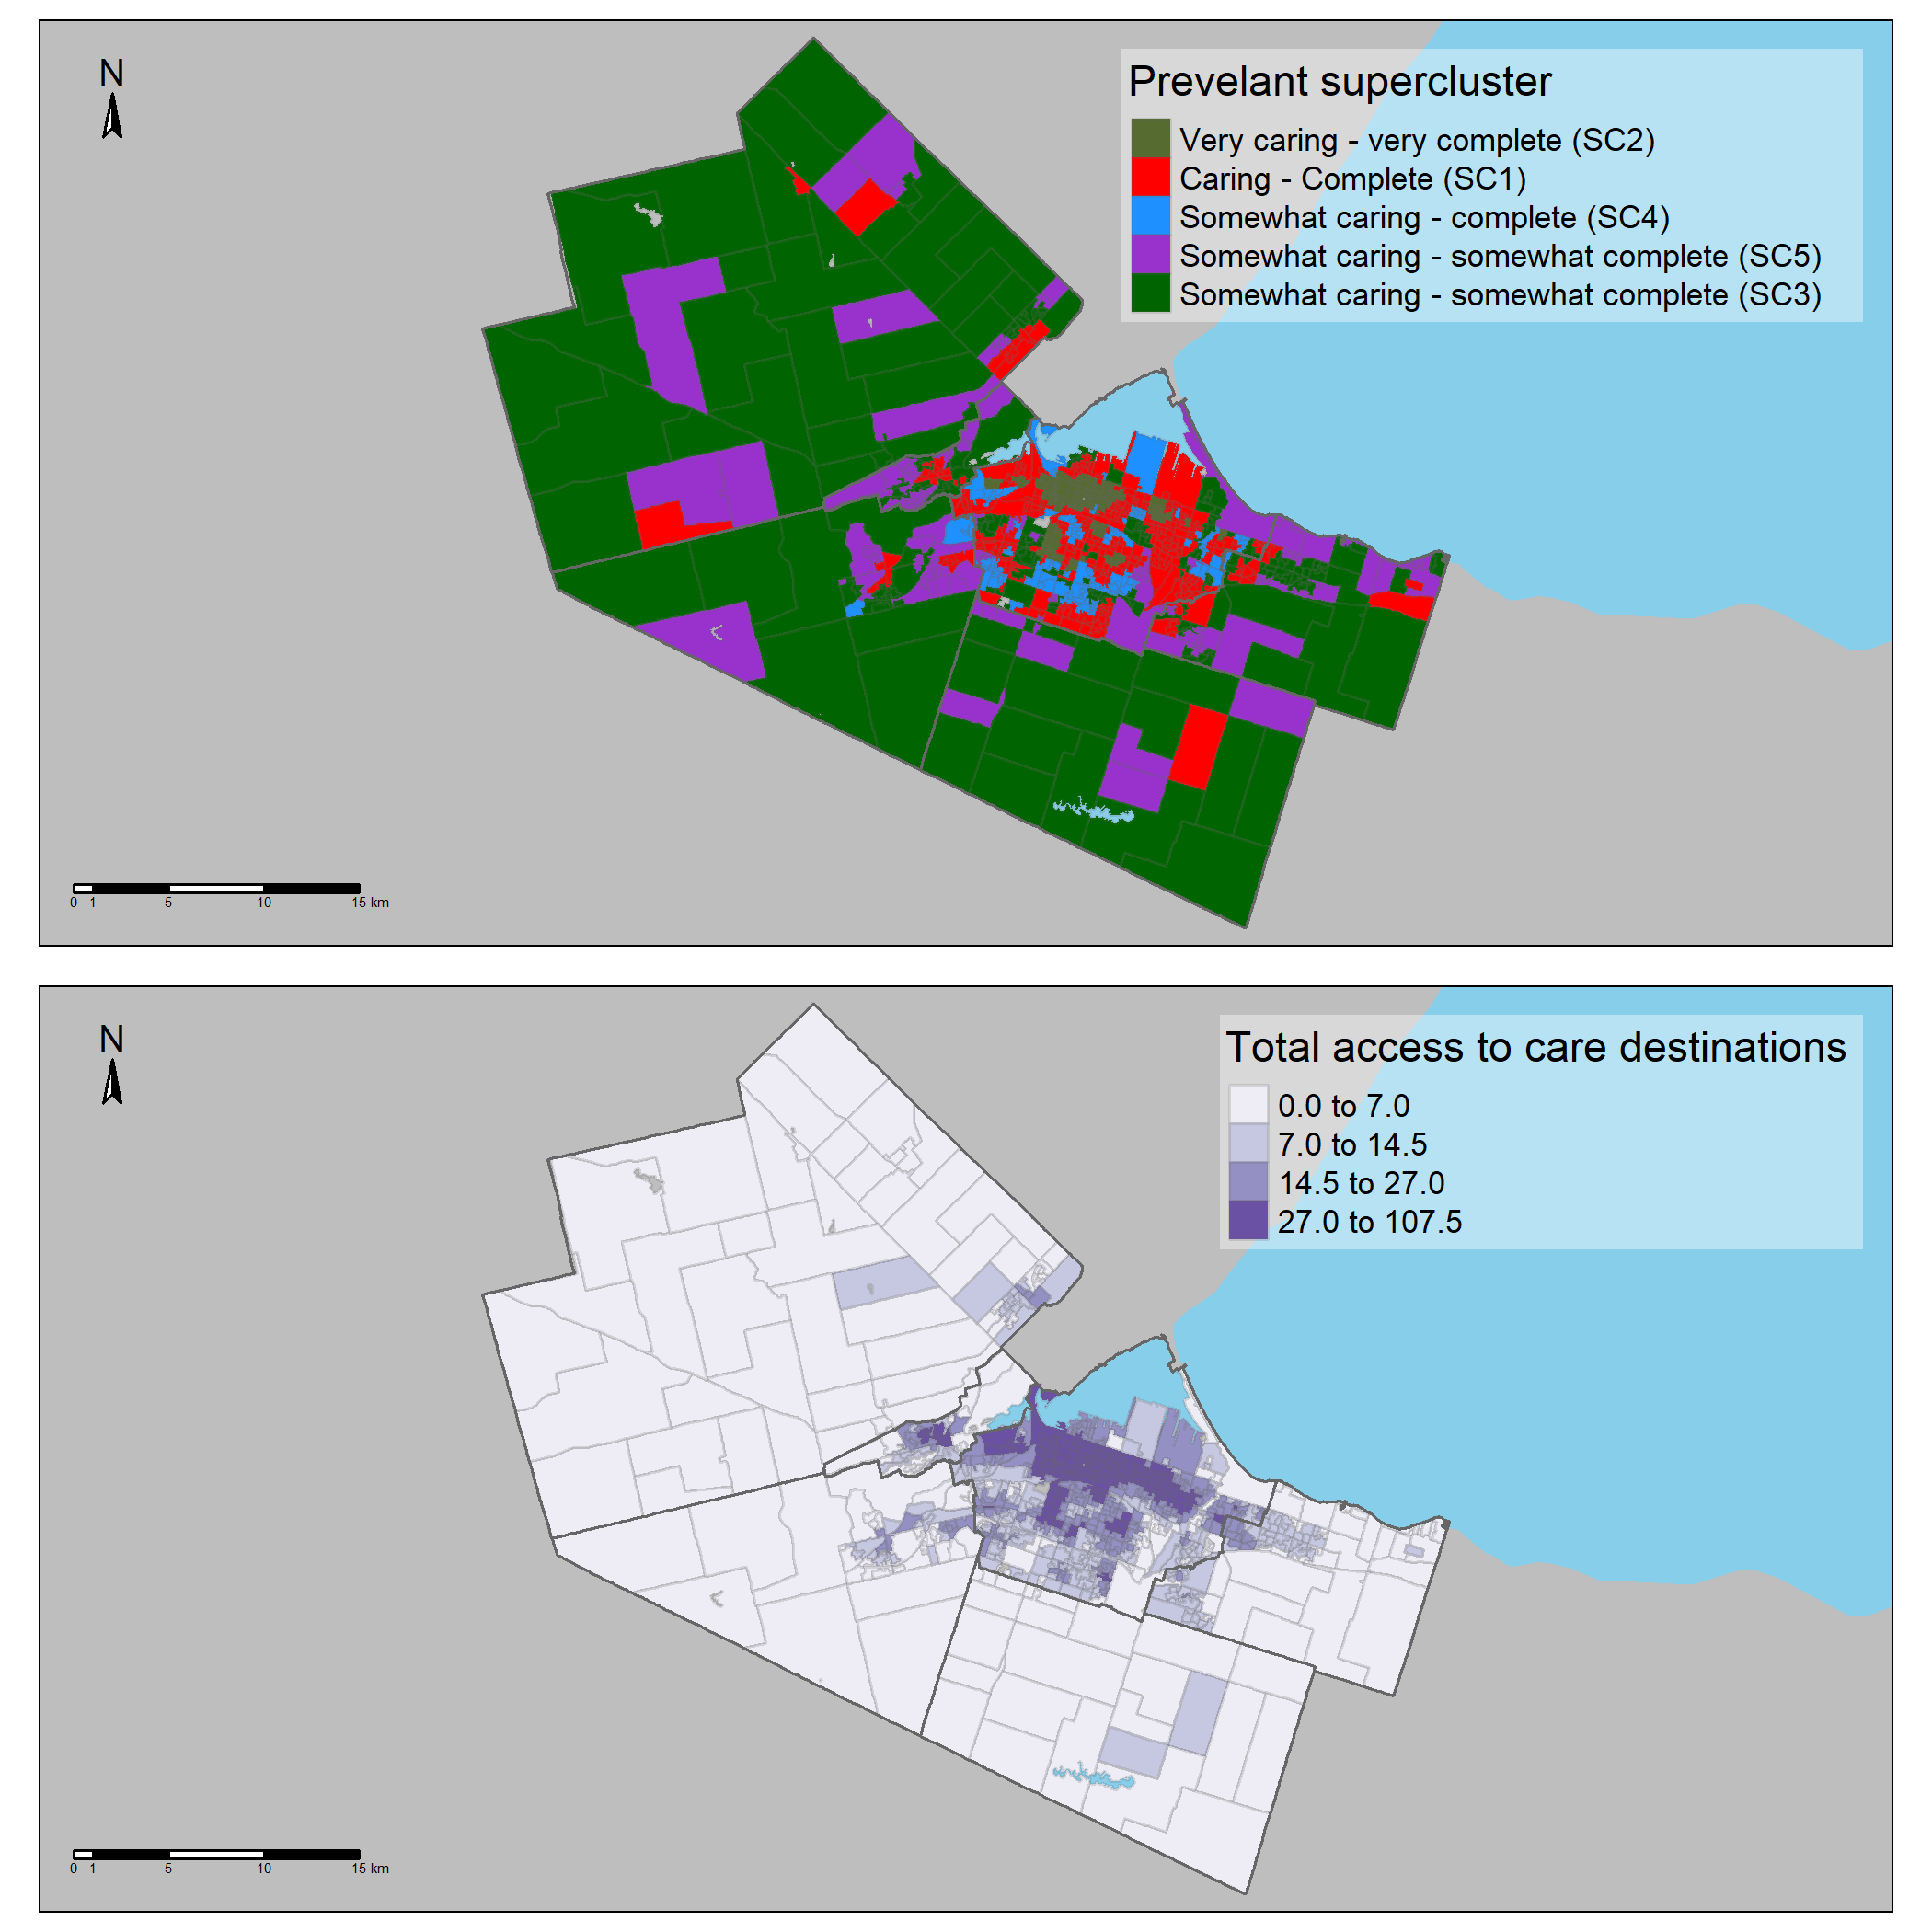 N
Prevelant supercluster
Very caring - very complete (SC2)
Caring - Complete (SC1)
Somewhat caring - complete (SC4)
Somewhat caring - somewhat complete (SC5)
Somewhat caring - somewhat complete (SC3)
0 1 5 10 15 km
N
Total access to care destinations
0.0 to 7.0
7.0 to 14.5
14.5 to 27.0
27.0 to 107.5
0 1 5 10 15 km